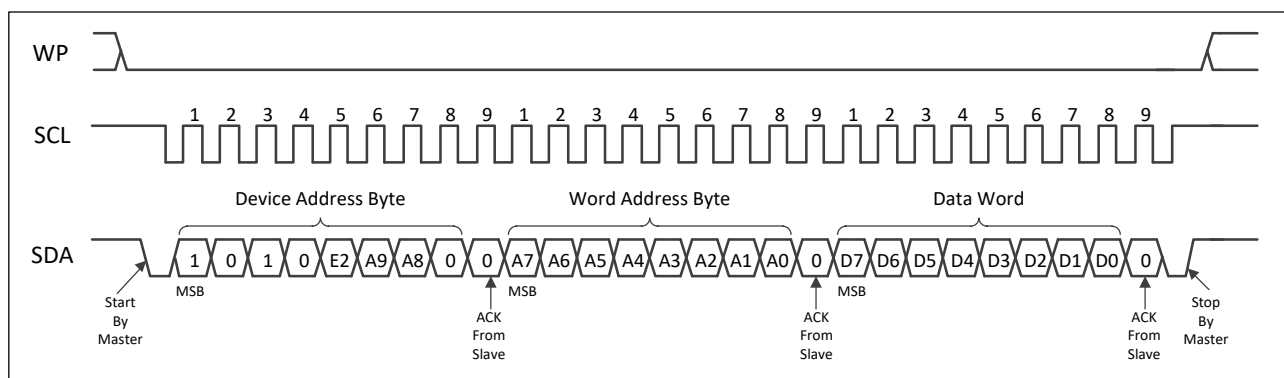 WP
1 2 3 4 5 6 7 8 9 1 2 3 4 5 6 7 8 9 1 2 3 4 5 6 7 8 9
SCL
Device Address Byte Word Address Byte Data Word
SDA
1 0 1 0 E2 A9 A8 0 0 A7 A6 A5 A4 A3 A2 A1 A0 0 D7 D6 D5 D4 D3 D2 D1 D0 0
MSB MSB MSB
Start
By
Master
ACK
From
Slave
ACK
From
Slave
ACK
From
Slave
Stop
By
Master